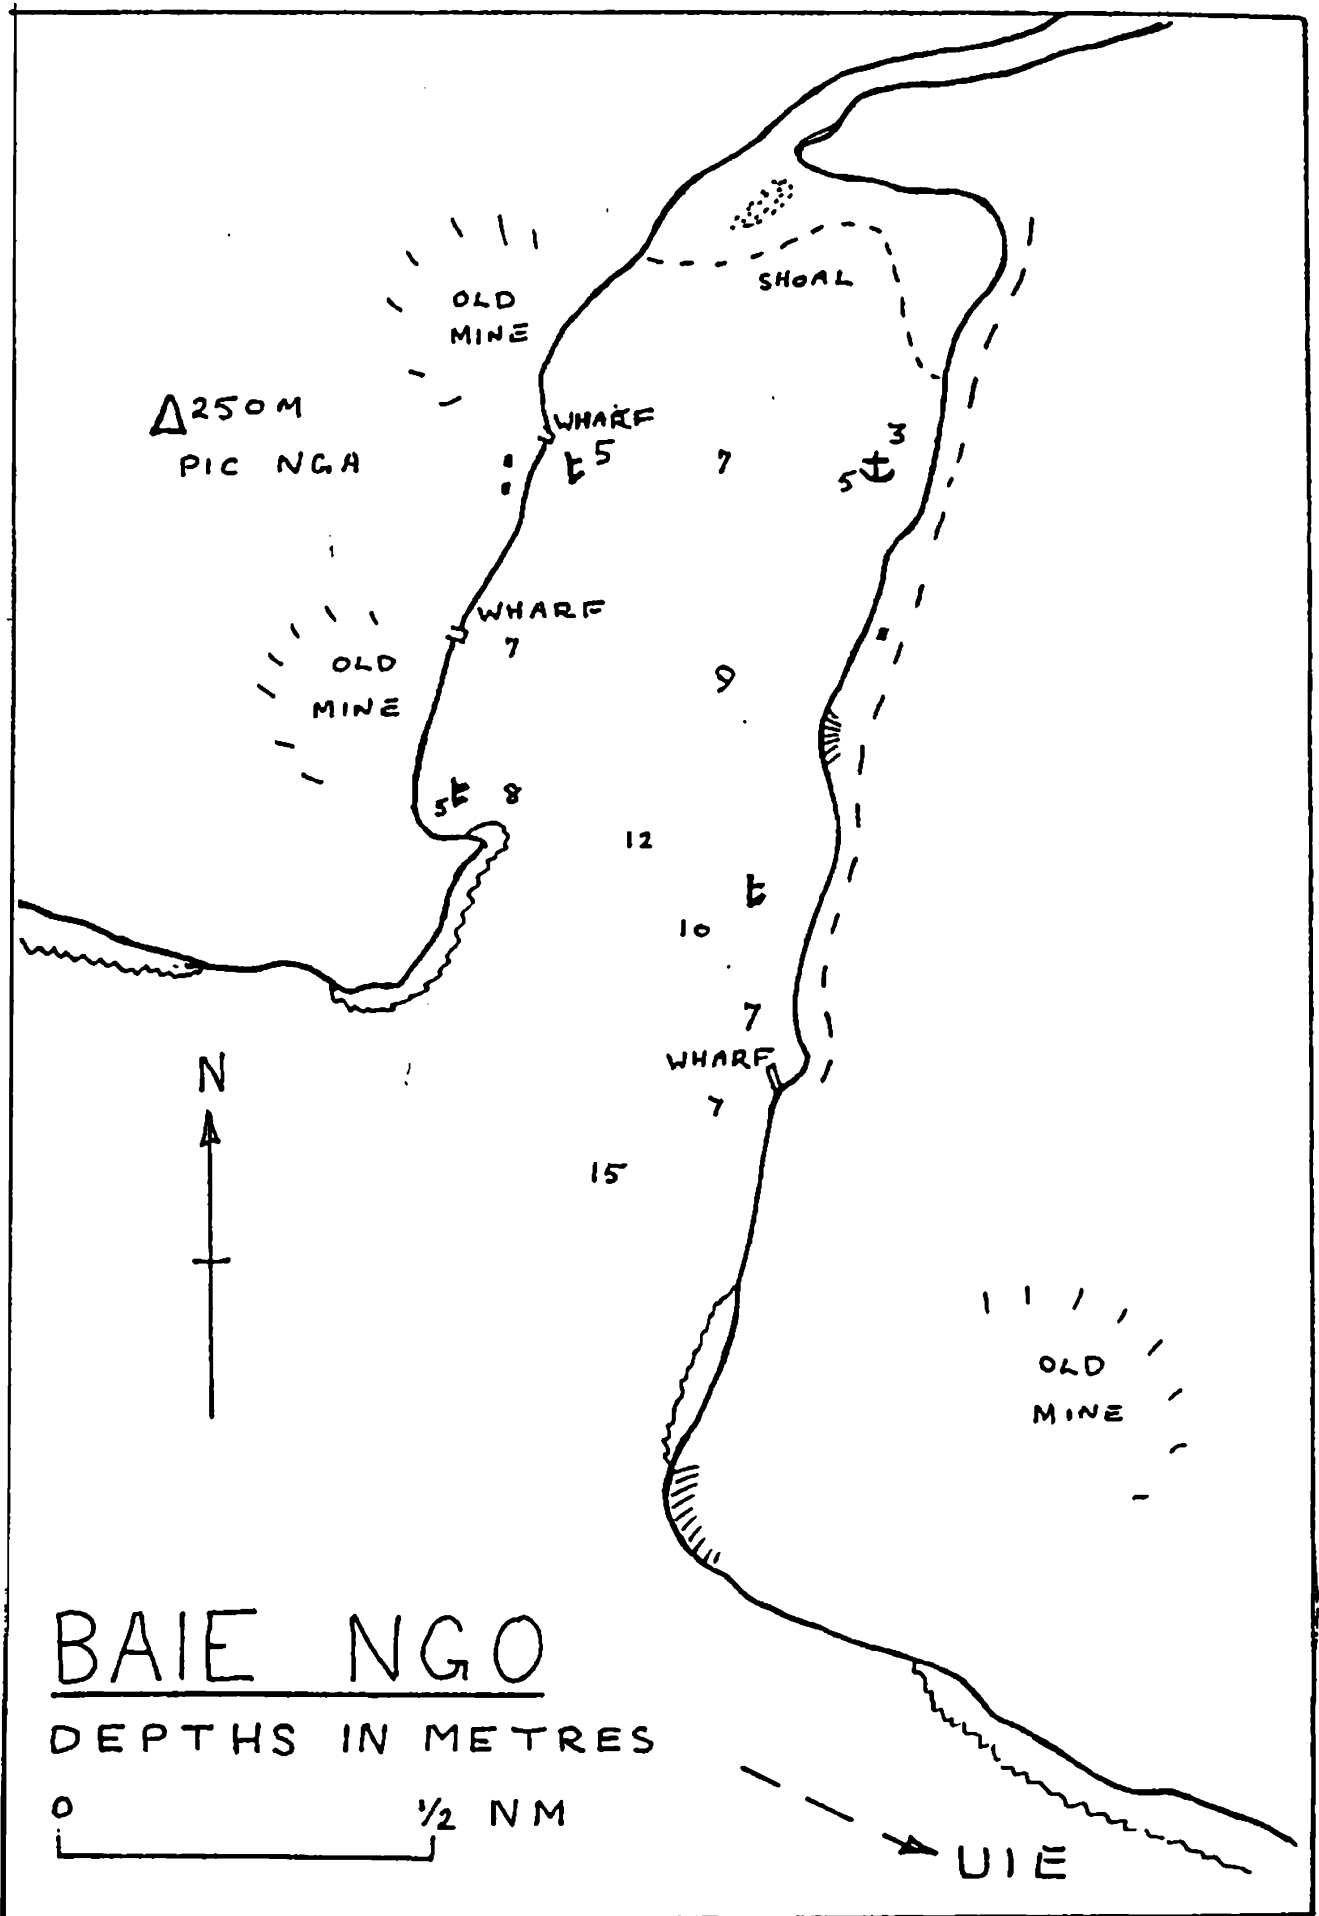 SHOAL
OLD
MINE
250M
PIC NGA
WHARF
5
7
3
5
WHARF
7
OLD
MINE
9
5
8
12
10
7
WHARF
7
N
15
OLD
MINE
BAIE NGO
DEPTHS IN METRES
0 1/2 NM
UIE